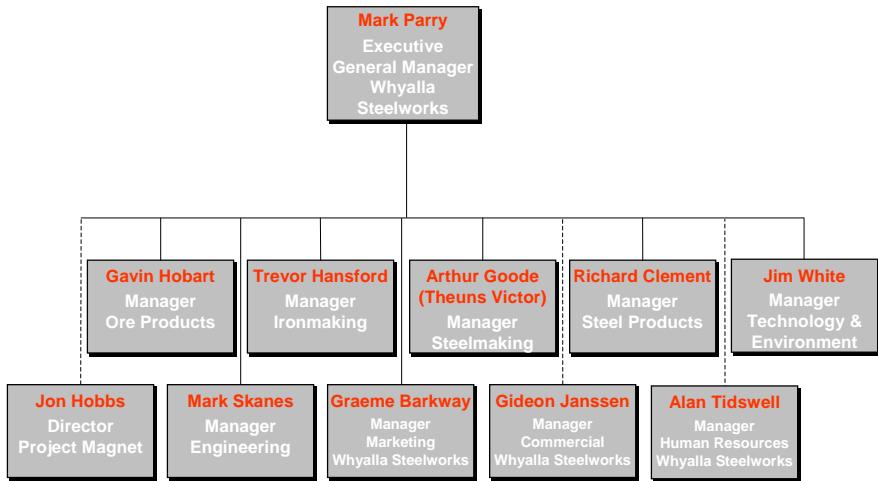 Mark Parry
Executive
General Manager
Whyalla
Steelworks
Gavin Hobart
Manager
Ore Products
Trevor Hansford
Manager
Ironmaking
Arthur Goode
(Theuns Victor)
Manager
Steelmaking
Richard Clement
Manager
Steel Products
Jim White
Manager
Technology &
Environment
Jon Hobbs
Director
Project Magnet
Mark Skanes
Manager
Engineering
Graeme Barkway
Manager
Marketing
Whyalla Steelworks
Gideon Janssen
Manager
Commercial
Whyalla Steelworks
Alan Tidswell
Manager
Human Resources
Whyalla Steelworks